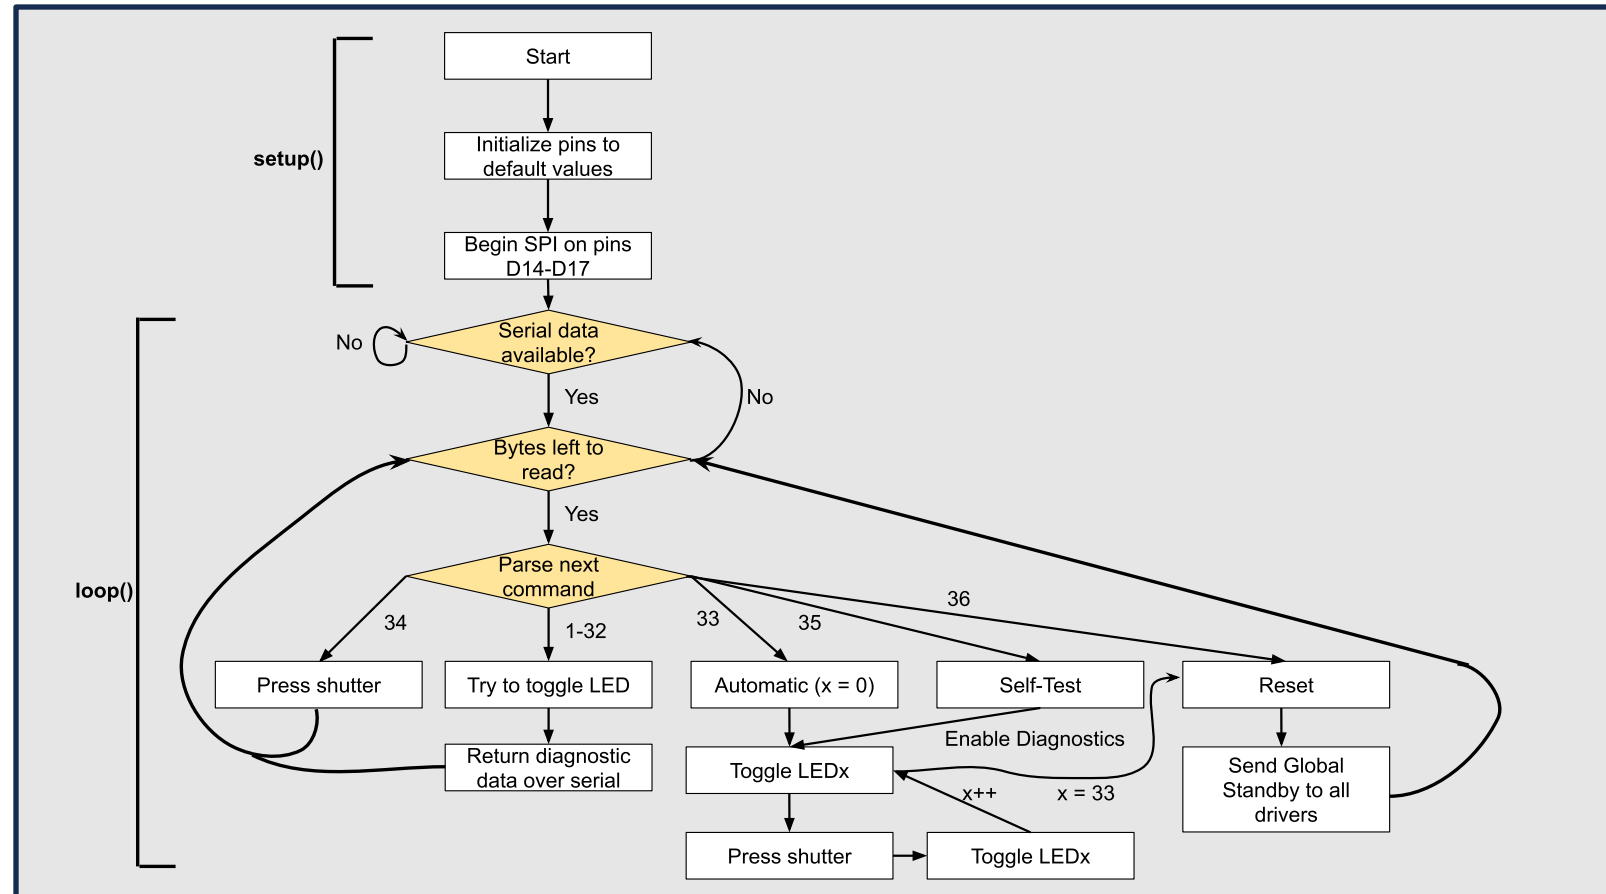 Start
setup()
Initialize pins to
default values
Begin SPI on pins
D14-D17
Serial data
available?
No
Yes
No
Bytes left to
read?
Yes
loop()
Parse next
command
34
1-32
33
35
36
Press shutter
Try to toggle LED
Automatic (x = 0)
Self-Test
Reset
Return diagnostic
data over serial
Enable Diagnostics
Toggle LEDx
x++
x = 33
Send Global
Standby to all
drivers
Press shutter
Toggle LEDx